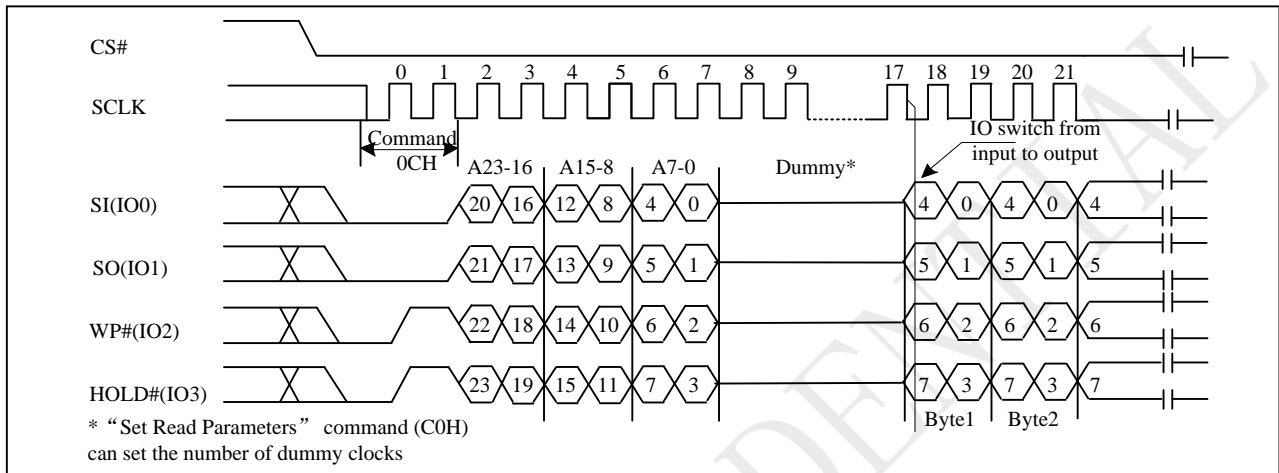 CS#
0 1 2 3 4 5 6 7 8 9 17 18 19 20 21
SCLK
Command
0CH
IO switch from
input to output
A23-16 A15-8 A7-0 Dummy*
SI(IO0) 20 16 12 8 4 0 4 0 4 0 4
SO(IO1) 21 17 13 9 5 1 5 1 5 1 5
WP#(IO2) 22 18 14 10 6 2 6 2 6 2 6
HOLD#(IO3) 23 19 15 11 7 3 7 3 7 3 7
Byte1 Byte2
* “Set Read Parameters” command (C0H)
can set the number of dummy clocks
DENTIAL